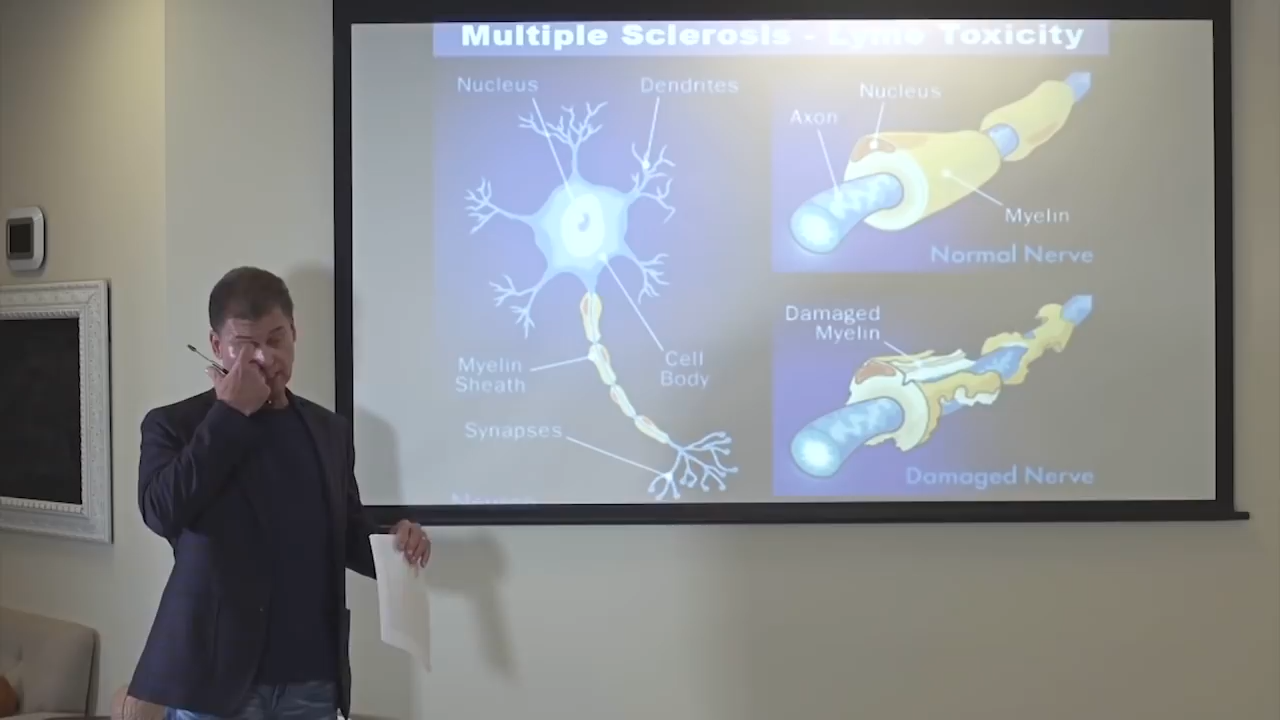 Multiple Sclerosis - Lyme Toxicity
Nucleus
Dendrites
Myelin
Sheath
Cell
Body
Synapses
Neuron
Nucleus
Axon
Myelin
Normal Nerve
Damaged
Myelin
Damaged Nerve